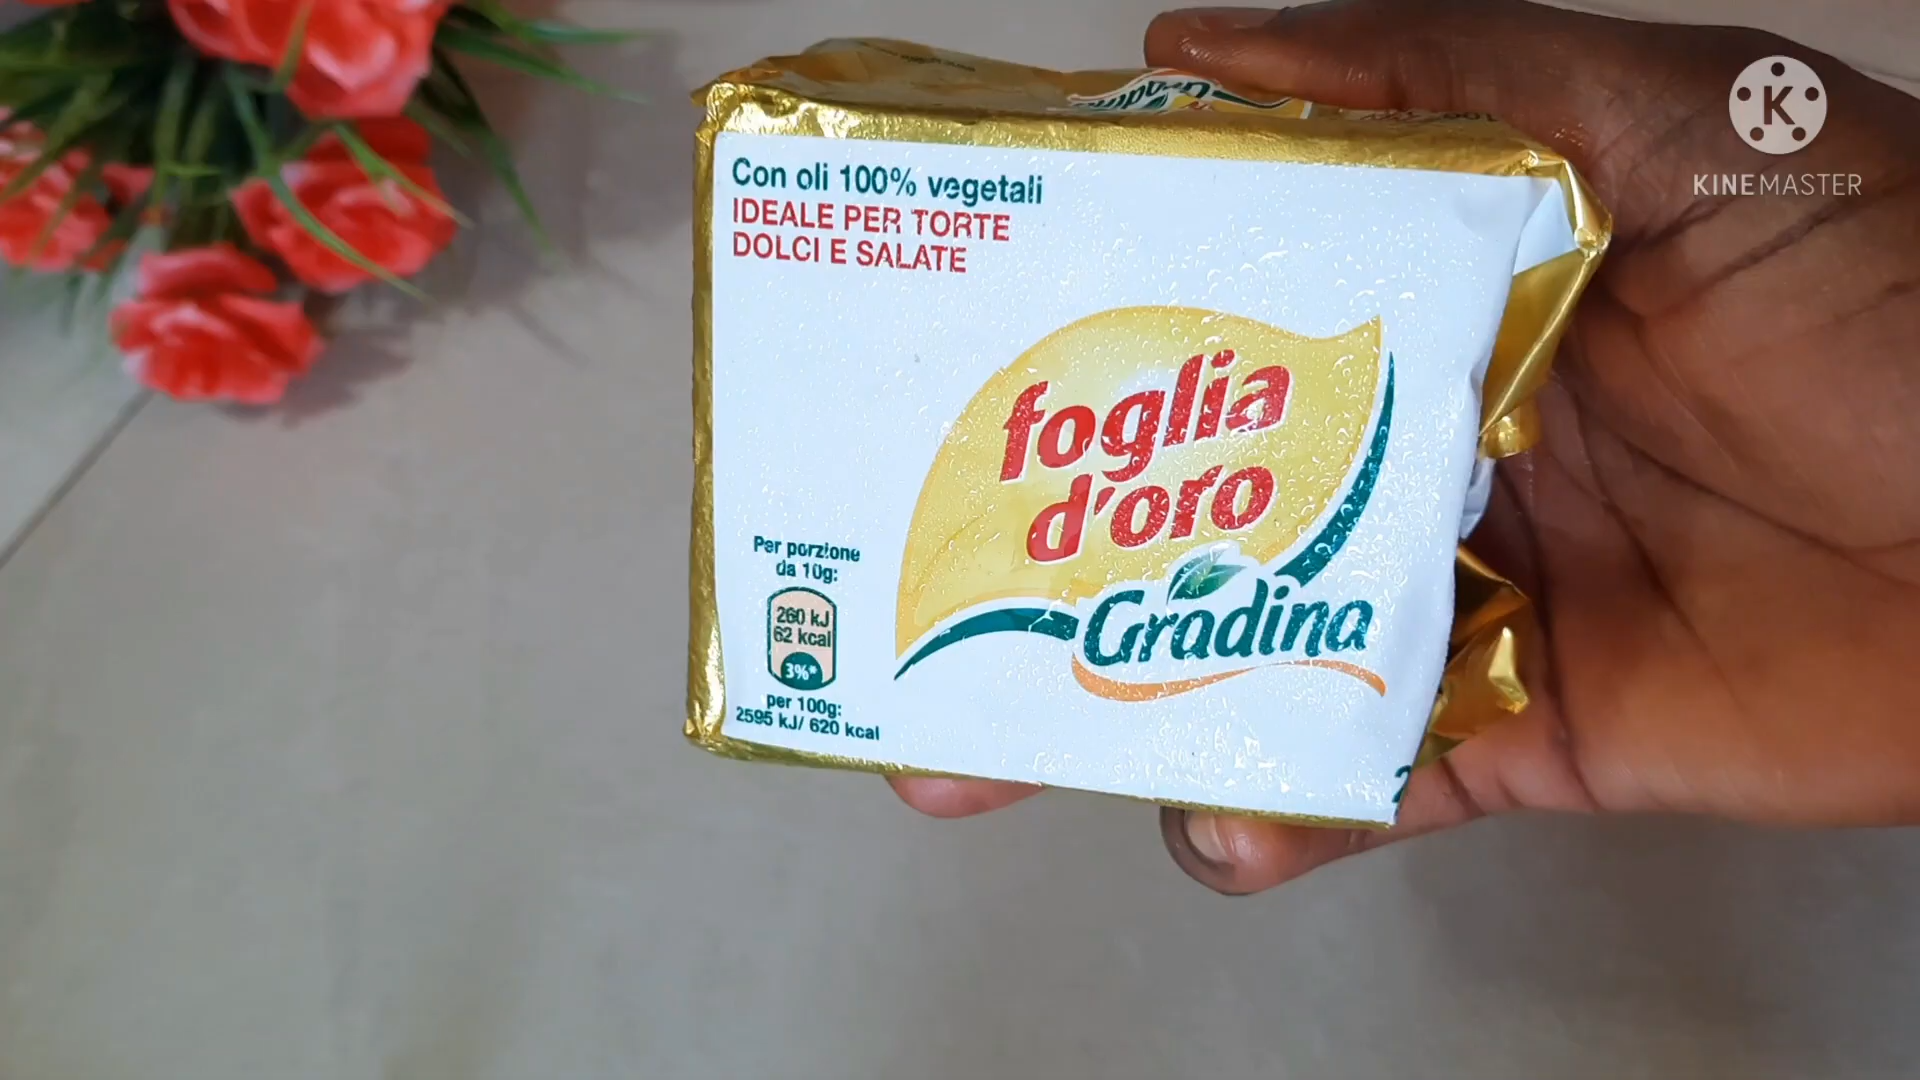 Gradina
Con oli 100% vegetali
IDEALE PER TORTE
DOLCI E SALATE
foglia
d'oro
Gradina
Per porzione
da 10g:
260 kJ
62 kcal
3%*
per 100g:
2595 kJ/ 620 kcal
K
KINEMASTER